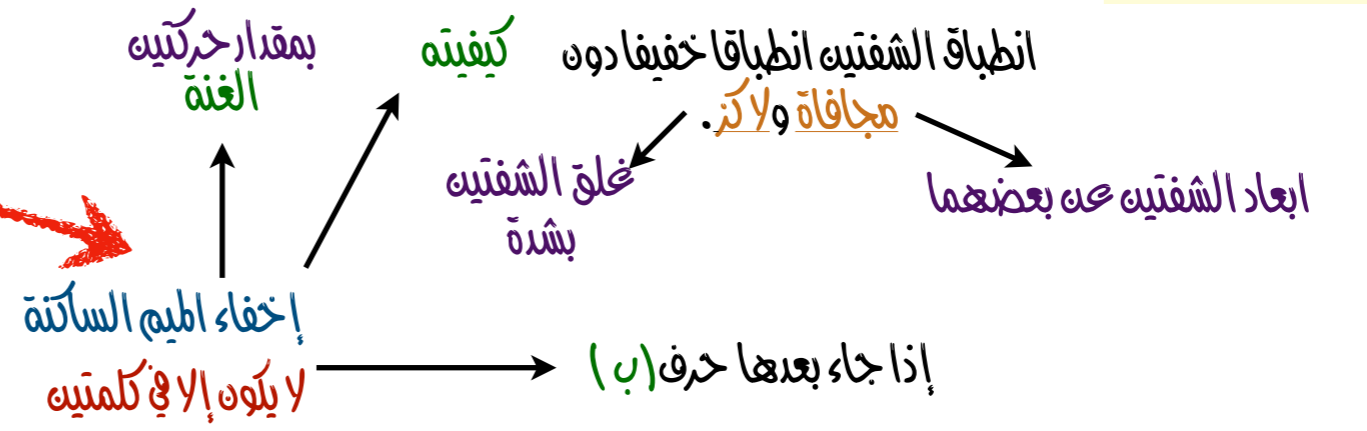 انطباق الشفتين انطباقا خفيفا دون
مجافاة ولا كز.
كيفيته
بمقدار حركتين
الغنة
ابعاد الشفتين عن بعضهما
غلق الشفتين
بشدة
إخفاء الميم الساكنة
لا يكون إلا في كلمتين
إذا جاء بعدها حرف (ب)